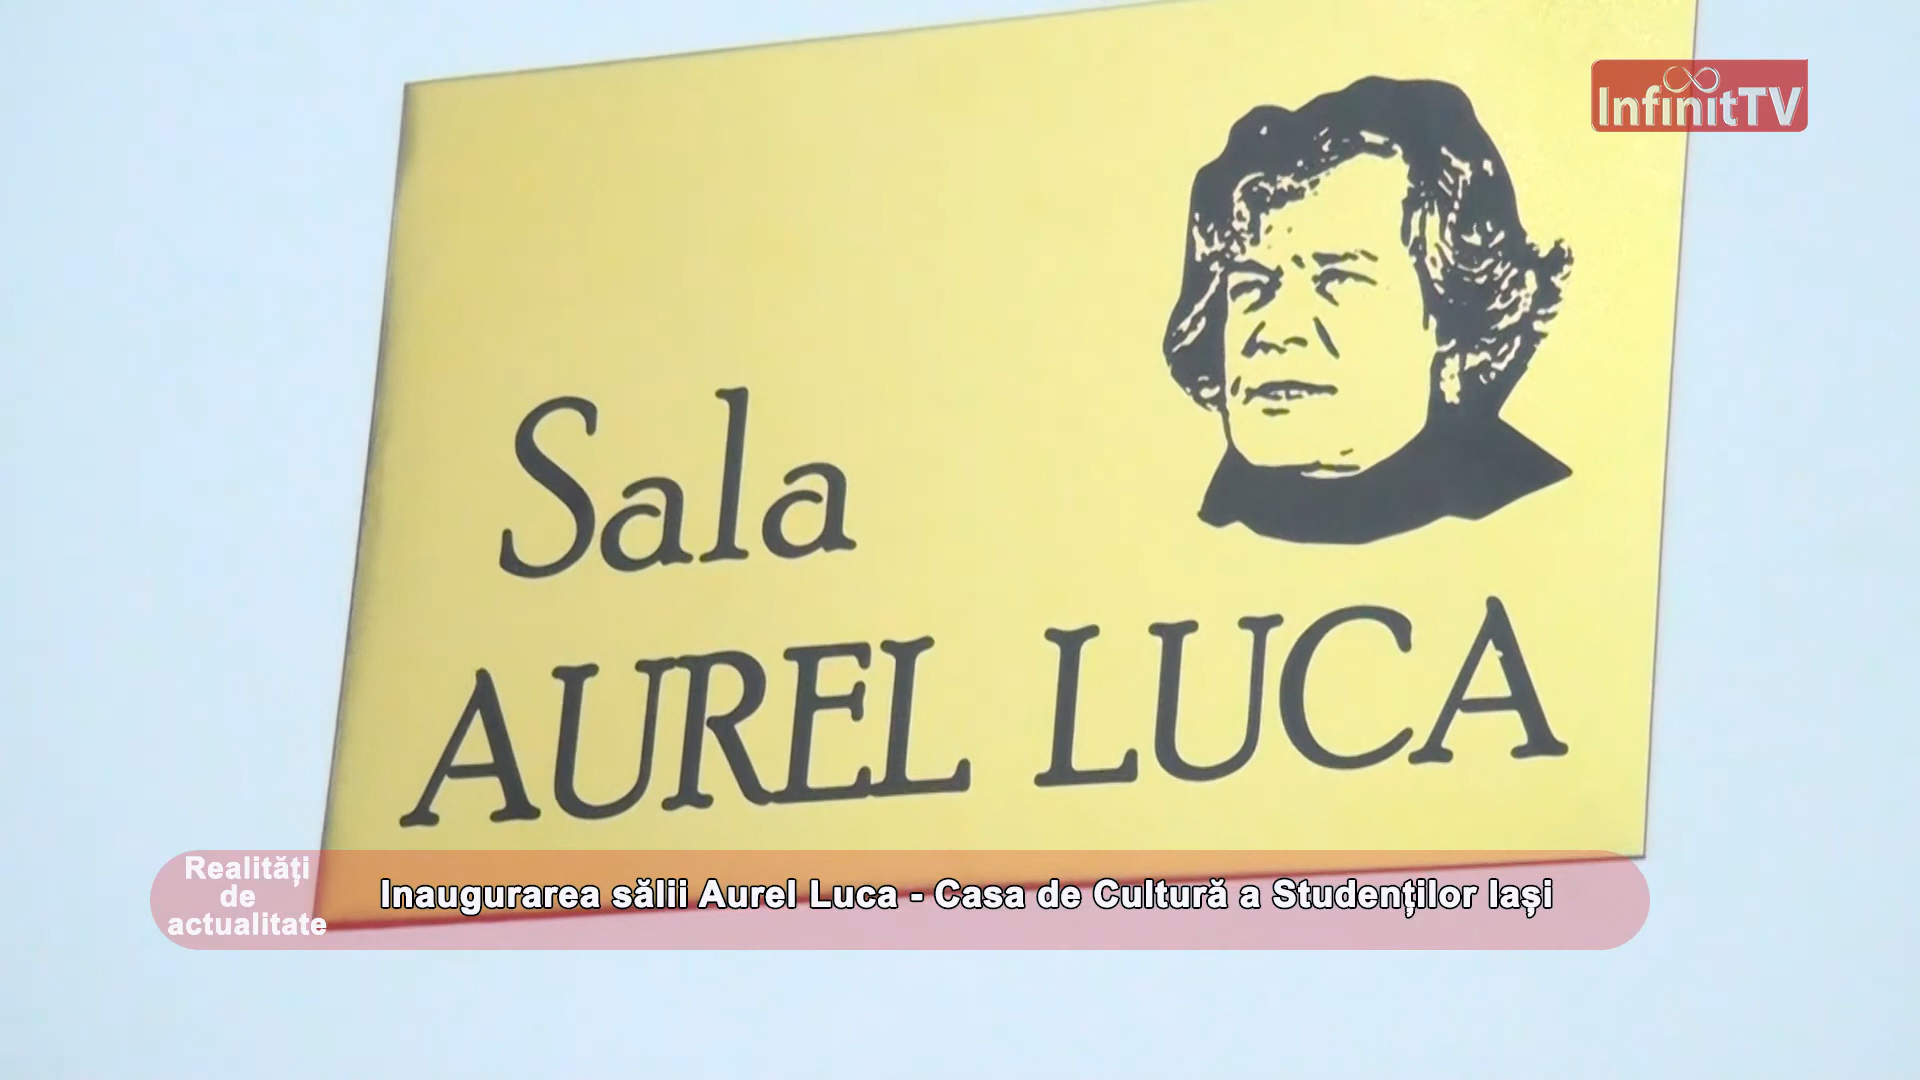 InfinitTV
Sala
AUREL LUCA
Realități
de
actualitate
Inaugurarea sălii Aurel Luca - Casa de Cultură a Studenților Iași